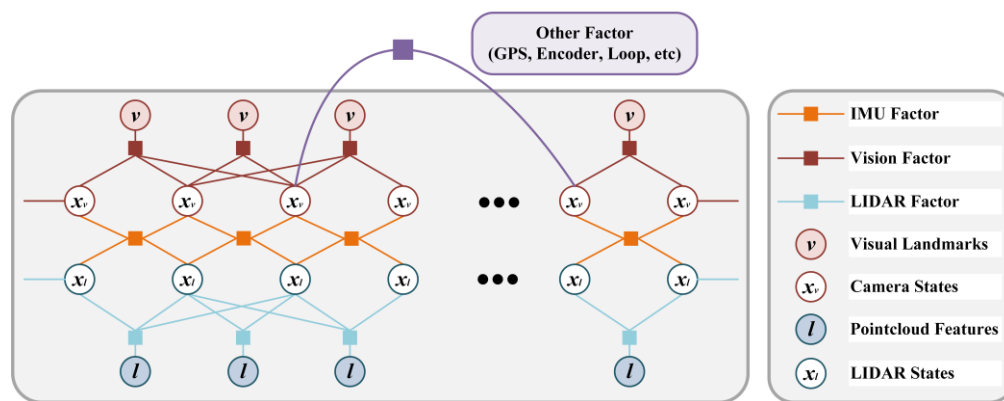 Other Factor
(GPS, Encoder, Loop, etc)
v v v v
xᵥ xᵥ xᵥ xᵥ ••• xᵥ xᵥ
xₗ xₗ xₗ xₗ ••• xₗ xₗ
l l l l
IMU Factor
Vision Factor
LIDAR Factor
v Visual Landmarks
xᵥ Camera States
l Pointcloud Features
xₗ LIDAR States